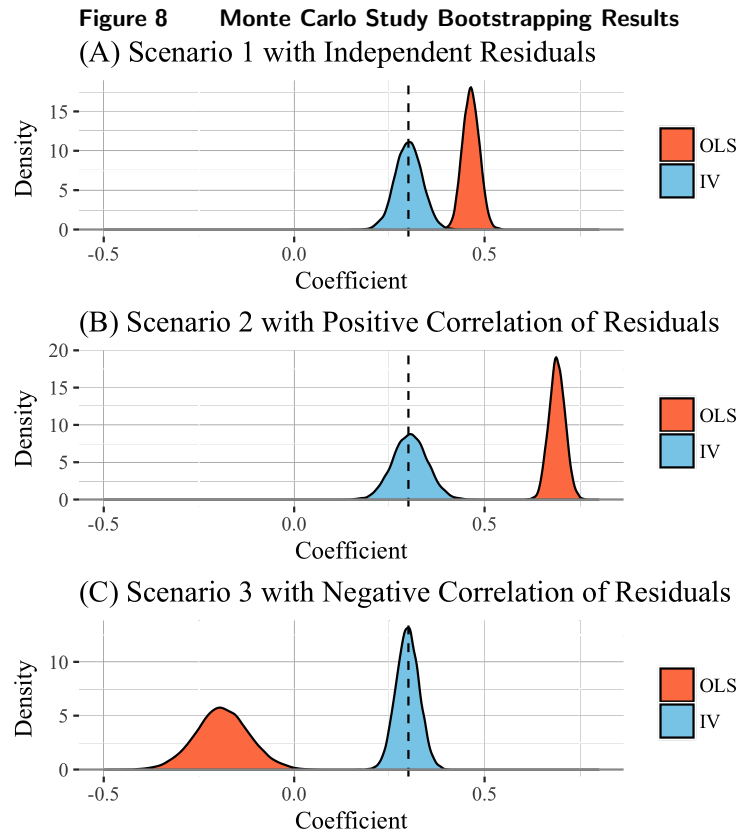 Figure 8 Monte Carlo Study Bootstrapping Results
(A) Scenario 1 with Independent Residuals
Density
15
10
5
0
-0.5 0.0 0.5
Coefficient
OLS
IV
(B) Scenario 2 with Positive Correlation of Residuals
Density
20
15
10
5
0
-0.5 0.0 0.5
Coefficient
OLS
IV
(C) Scenario 3 with Negative Correlation of Residuals
Density
10
5
0
-0.5 0.0 0.5
Coefficient
OLS
IV